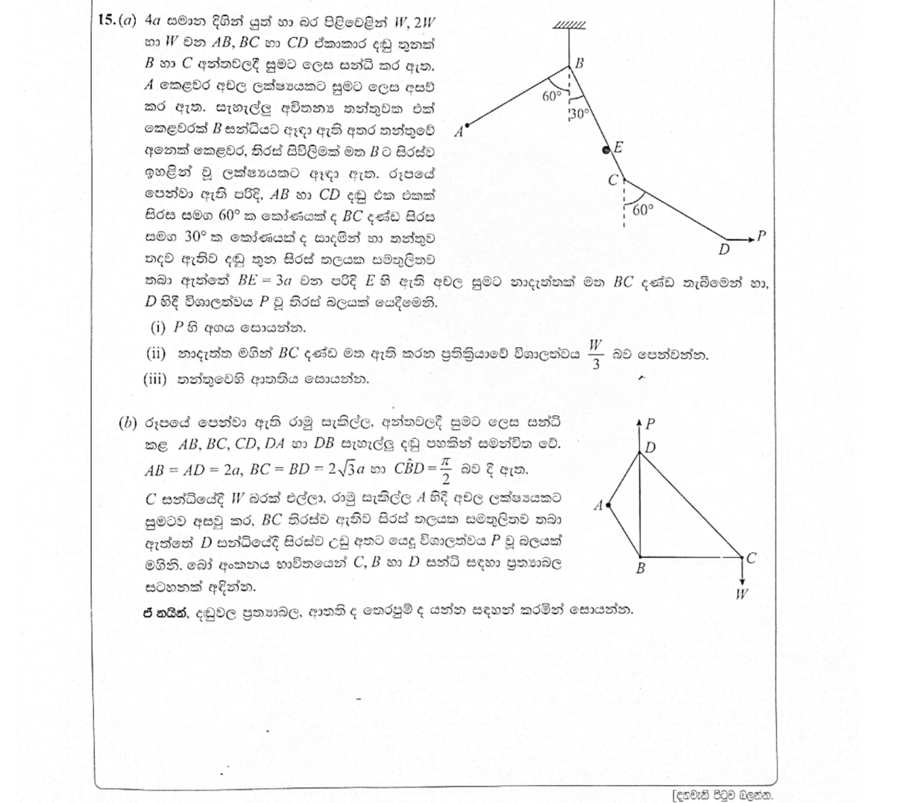 15. (a) 4a සමාන දිගින් යුත් හා බර පිළිවෙළින් W, 2W
හා W වන AB, BC හා CD ඒකාකාර දඬු තුනක්
B හා C අන්තවලදී සුමට ලෙස සන්ධි කර ඇත.
A කෙළවර අචල ලක්ෂ්‍යයකට සුමට ලෙස අසව්
කර ඇත. සැහැල්ලු අවිතන්‍ය තන්තුවක එක්
කෙළවරක් B සන්ධියට ඈඳා ඇති අතර තන්තුවේ
අනෙක් කෙළවර, තිරස් සිවිලිමක් මත B ට සිරස්ව
ඉහළින් වූ ලක්ෂ්‍යයකට ඈඳා ඇත. රූපයේ
පෙන්වා ඇති පරිදි, AB හා CD දඬු එක එකක්
සිරස සමග 60° ක කෝණයක් ද BC දණ්ඩ සිරස
සමග 30° ක කෝණයක් ද සාදමින් හා තන්තුව
තදව ඇතිව දඬු තුන සිරස් තලයක සමතුලිතව
තබා ඇත්තේ BE = 3a වන පරිදි E හි ඇති අචල සුමට නාදැත්තක් මත BC දණ්ඩ තැබීමෙන් හා,
D හිදී විශාලත්වය P වූ තිරස් බලයක් යෙදීමෙනි.
(i) P හි අගය සොයන්න.
(ii) නාදැත්ත මගින් BC දණ්ඩ මත ඇති කරන ප්‍රතික්‍රියාවේ විශාලත්වය W/3 බව පෙන්වන්න.
(iii) තන්තුවෙහි ආතතිය සොයන්න.
B
60°
30°
A
E
C
60°
D
P
(b) රූපයේ පෙන්වා ඇති රාමු සැකිල්ල, අන්තවලදී සුමට ලෙස සන්ධි
කළ AB, BC, CD, DA හා DB සැහැල්ලු දඬු පහකින් සමන්විත වේ.
AB = AD = 2a, BC = BD = 2√3 a හා CB̂D = π/2 බව දී ඇත.
C සන්ධියේදී W බරක් එල්ලා, රාමු සැකිල්ල A හිදී අචල ලක්ෂ්‍යයකට
සුමටව අසව් කර, BC තිරස්ව ඇතිව සිරස් තලයක සමතුලිතව තබා
ඇත්තේ D සන්ධියේදී සිරස්ව උඩු අතට යෙදූ විශාලත්වය P වූ බලයක්
මගිනි. බෝ අංකනය භාවිතයෙන් C, B හා D සන්ධි සඳහා ප්‍රත්‍යාබල
සටහනක් අඳින්න.
ඒ නයින්, දඬුවල ප්‍රත්‍යාබල, ආතති ද තෙරපුම් ද යන්න සඳහන් කරමින් සොයන්න.
P
D
A
B
C
W
[දහවැනි පිටුව බලන්න.